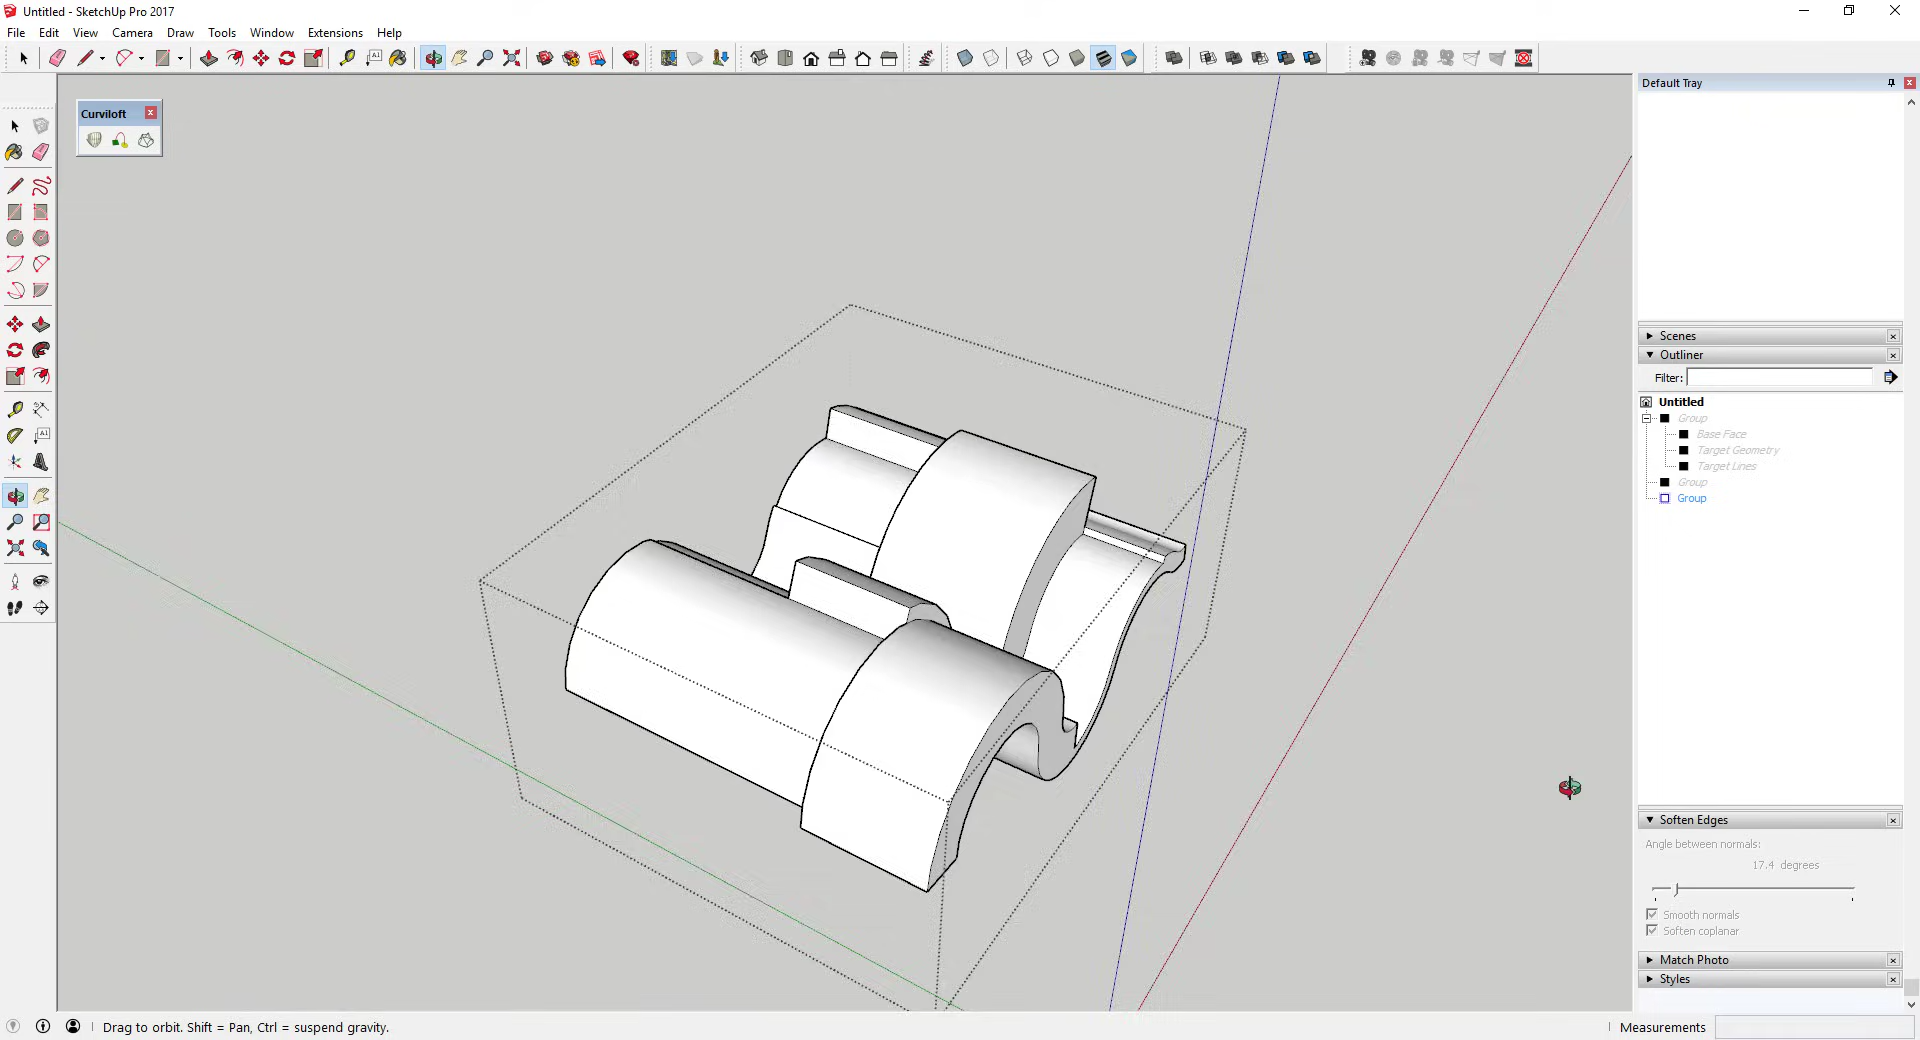 Untitled - SketchUp Pro 2017
File Edit View Camera Draw Tools Window Extensions Help
Default Tray
Curviloft
Scenes
Outliner
Filter:
Untitled
Group
Base Face
Target Geometry
Target Lines
Group
Group
Soften Edges
Angle between normals:
17.4 degrees
Smooth normals
Soften coplanar
Match Photo
Styles
Drag to orbit. Shift = Pan, Ctrl = suspend gravity.
Measurements